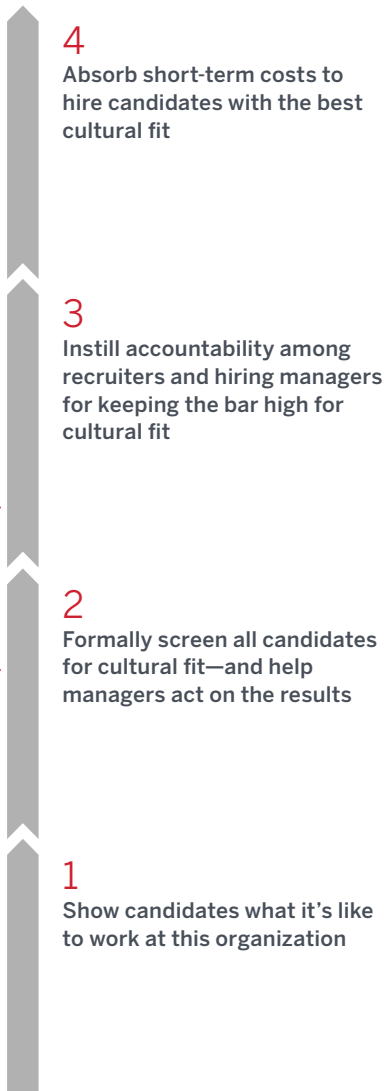 4
Absorb short-term costs to
hire candidates with the best
cultural fit
3
Instill accountability among
recruiters and hiring managers
for keeping the bar high for
cultural fit
2
Formally screen all candidates
for cultural fit—and help
managers act on the results
1
Show candidates what it’s like
to work at this organization